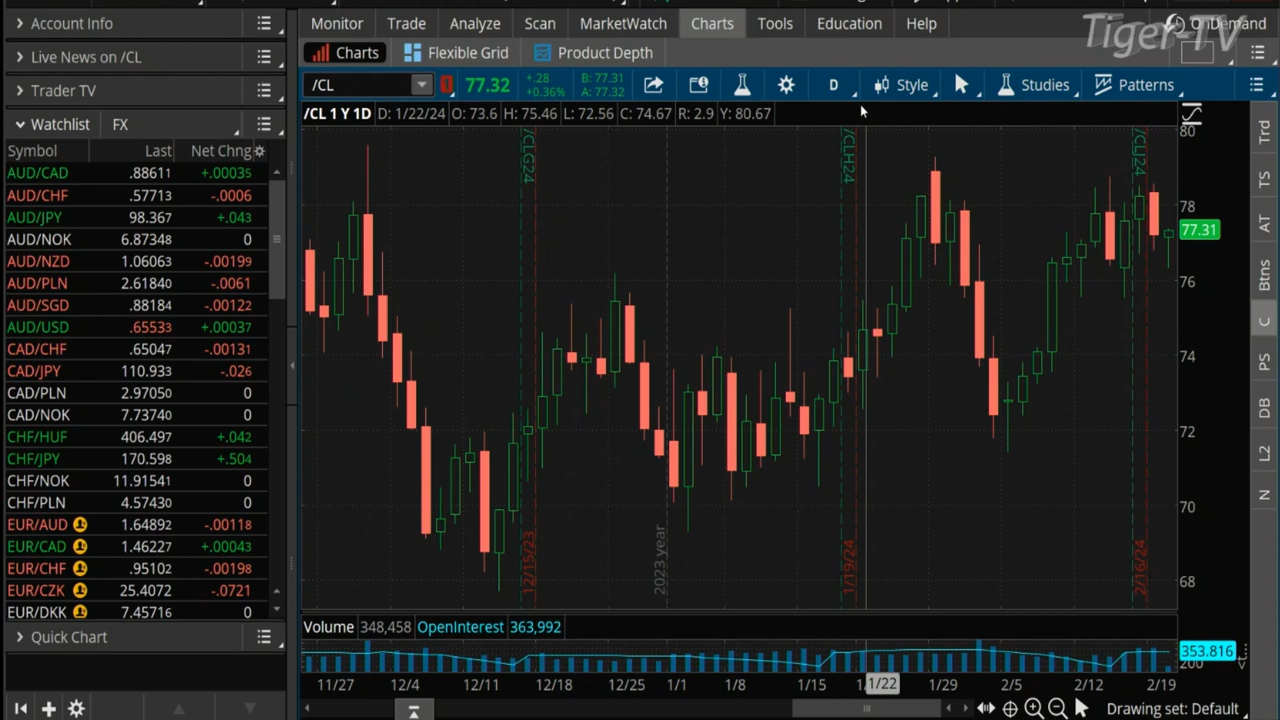 Account Info
Live News on /CL
Trader TV
Watchlist FX
Symbol Last Net Chng
AUD/CAD .88611 +.00035
AUD/CHF .57713 -.0006
AUD/JPY 98.367 +.043
AUD/NOK 6.87348 0
AUD/NZD 1.06063 -.00199
AUD/PLN 2.61840 -.0061
AUD/SGD .88184 -.00122
AUD/USD .65533 +.00037
CAD/CHF .65047 -.00131
CAD/JPY 110.933 -.026
CAD/PLN 2.97050 0
CAD/NOK 7.73740 0
CHF/HUF 406.497 +.042
CHF/JPY 170.598 +.504
CHF/NOK 11.91541 0
CHF/PLN 4.57430 0
EUR/AUD 1.64892 -.00118
EUR/CAD 1.46227 +.00043
EUR/CHF .95102 -.00198
EUR/CZK 25.4072 -.0721
EUR/DKK 7.45716 0
Quick Chart
Monitor Trade Analyze Scan MarketWatch Charts Tools Education Help
Tiger-TV
Charts Flexible Grid Product Depth
/CL 1 77.32 +.28 +0.36% B: 77.31 A: 77.32 D Style Studies Patterns
/CL 1 Y 1D D: 1/22/24 O: 73.6 H: 75.46 L: 72.56 C: 74.67 R: 2.9 Y: 80.67
/CLG24 /CLH24 /CLJ24
80
78
77.31
76
74
72
70
68
12/15/23 2023 year 1/19/24 2/16/24
Volume 348,458 OpenInterest 363,992
353.816
200
11/27 12/4 12/11 12/18 12/25 1/1 1/8 1/15 1/22 1/29 2/5 2/12 2/19
Drawing set: Default
Trd
TS
AT
Btns
C
PS
DB
L2
N